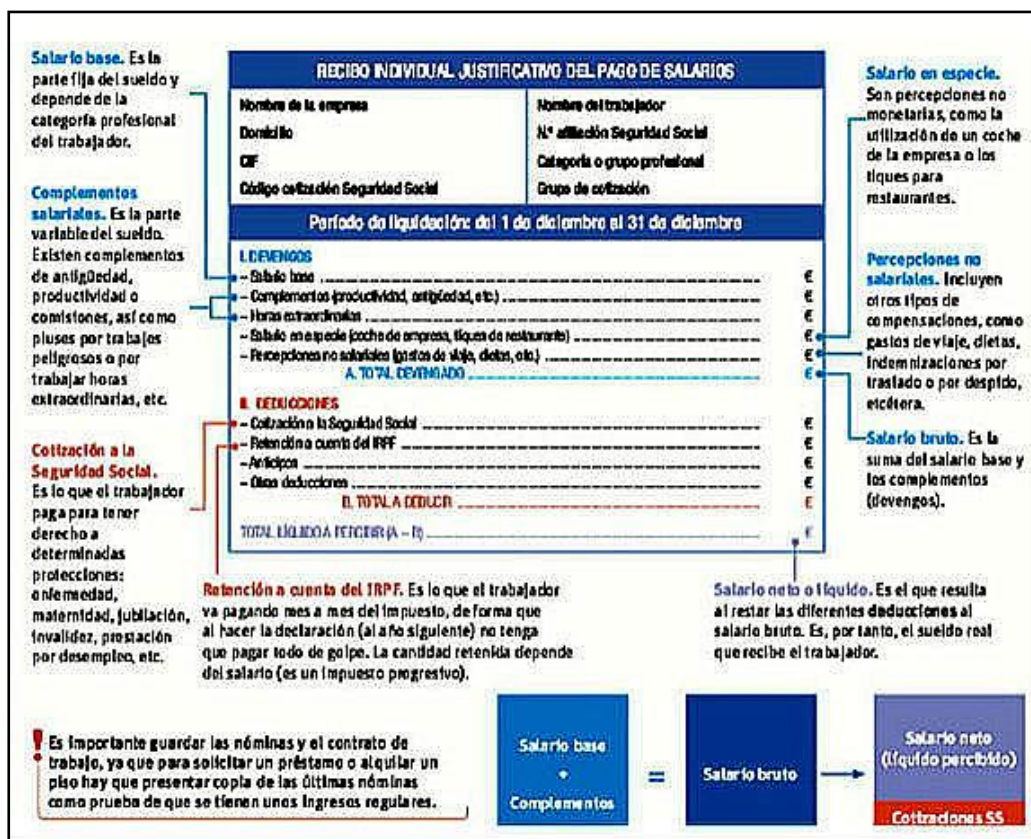 Salario base. Es la
parte fija del sueldo y
depende de la
categoría profesional
del trabajador.
Complementos
salariales. Es la parte
variable del sueldo.
Existen complementos
de antigüedad,
productividad o
comisiones, así como
pluses por trabajos
peligrosos o por
trabajar horas
extraordinarias, etc.
Cotización a la
Seguridad Social.
Es lo que el trabajador
paga para tener
derecho a
determinadas
protecciones:
enfermedad,
maternidad, jubilación,
invalidez, prestación
por desempleo, etc.
RECIBO INDIVIDUAL JUSTIFICATIVO DEL PAGO DE SALARIOS
Nombre de la empresa
Domicilio
CIF
Código cotización Seguridad Social
Nombre del trabajador
N.º afiliación Seguridad Social
Categoría o grupo profesional
Grupo de cotización
Período de liquidación: del 1 de diciembre al 31 de diciembre
I. DEVENGOS
– Salario base €
– Complementos (productividad, antigüedad, etc.) €
– Horas extraordinarias €
– Salario en especie (coche de empresa, tiques de restaurante) €
– Percepciones no salariales (gastos de viaje, dietas, etc.) €
A. TOTAL DEVENGADO €
II. DEDUCCIONES
– Cotización a la Seguridad Social €
– Retención a cuenta del IRPF €
– Anticipos €
– Otras deducciones €
B. TOTAL A DEDUCIR €
TOTAL LÍQUIDO A PERCIBIR (A – B) €
Salario en especie.
Son percepciones no
monetarias, como la
utilización de un coche
de la empresa o los
tiques para
restaurantes.
Percepciones no
salariales. Incluyen
otros tipos de
compensaciones, como
gastos de viaje, dietas,
indemnizaciones por
traslado o por despido,
etcétera.
Salario bruto. Es la
suma del salario base y
los complementos
(devengos).
Retención a cuenta del IRPF. Es lo que el trabajador
va pagando mes a mes del impuesto, de forma que
al hacer la declaración (al año siguiente) no tenga
que pagar todo de golpe. La cantidad retenida depende
del salario (es un impuesto progresivo).
Salario neto o líquido. Es el que resulta
al restar las diferentes deducciones al
salario bruto. Es, por tanto, el sueldo real
que recibe el trabajador.
! Es importante guardar las nóminas y el contrato de
trabajo, ya que para solicitar un préstamo o alquilar un
piso hay que presentar copia de las últimas nóminas
como prueba de que se tienen unos ingresos regulares.
Salario base
+
Complementos
=
Salario bruto
Salario neto
(líquido percibido)
Cotizaciones SS